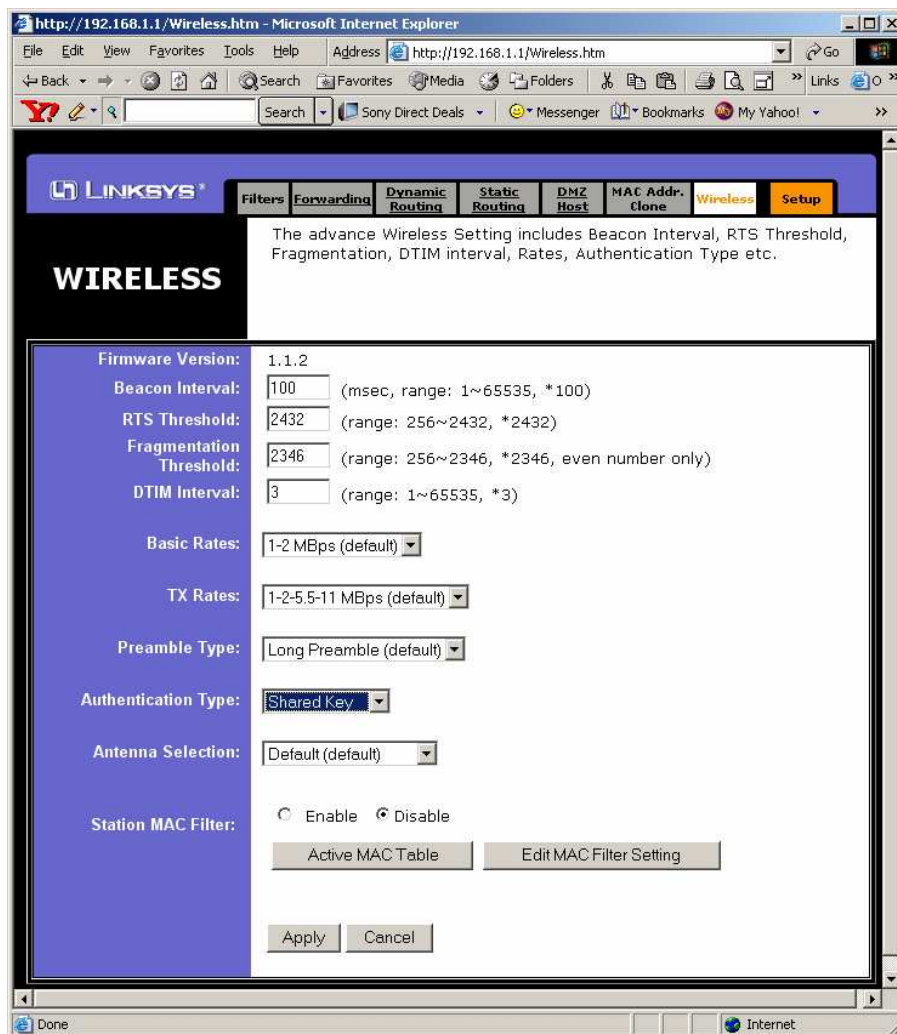 http://192.168.1.1/Wireless.htm - Microsoft Internet Explorer
File Edit View Favorites Tools Help Address http://192.168.1.1/Wireless.htm Go
Back Search Favorites Media Folders Links
Y? Search Sony Direct Deals Messenger Bookmarks My Yahoo!
LINKSYS® Filters Forwarding Dynamic Routing Static Routing DMZ Host MAC Addr. Clone Wireless Setup
WIRELESS
The advance Wireless Setting includes Beacon Interval, RTS Threshold,
Fragmentation, DTIM interval, Rates, Authentication Type etc.
Firmware Version: 1.1.2
Beacon Interval: 100 (msec, range: 1~65535, *100)
RTS Threshold: 2432 (range: 256~2432, *2432)
Fragmentation
Threshold: 2346 (range: 256~2346, *2346, even number only)
DTIM Interval: 3 (range: 1~65535, *3)
Basic Rates: 1-2 MBps (default)
TX Rates: 1-2-5.5-11 MBps (default)
Preamble Type: Long Preamble (default)
Authentication Type: Shared Key
Antenna Selection: Default (default)
Station MAC Filter: Enable Disable
Active MAC Table Edit MAC Filter Setting
Apply Cancel
Done Internet